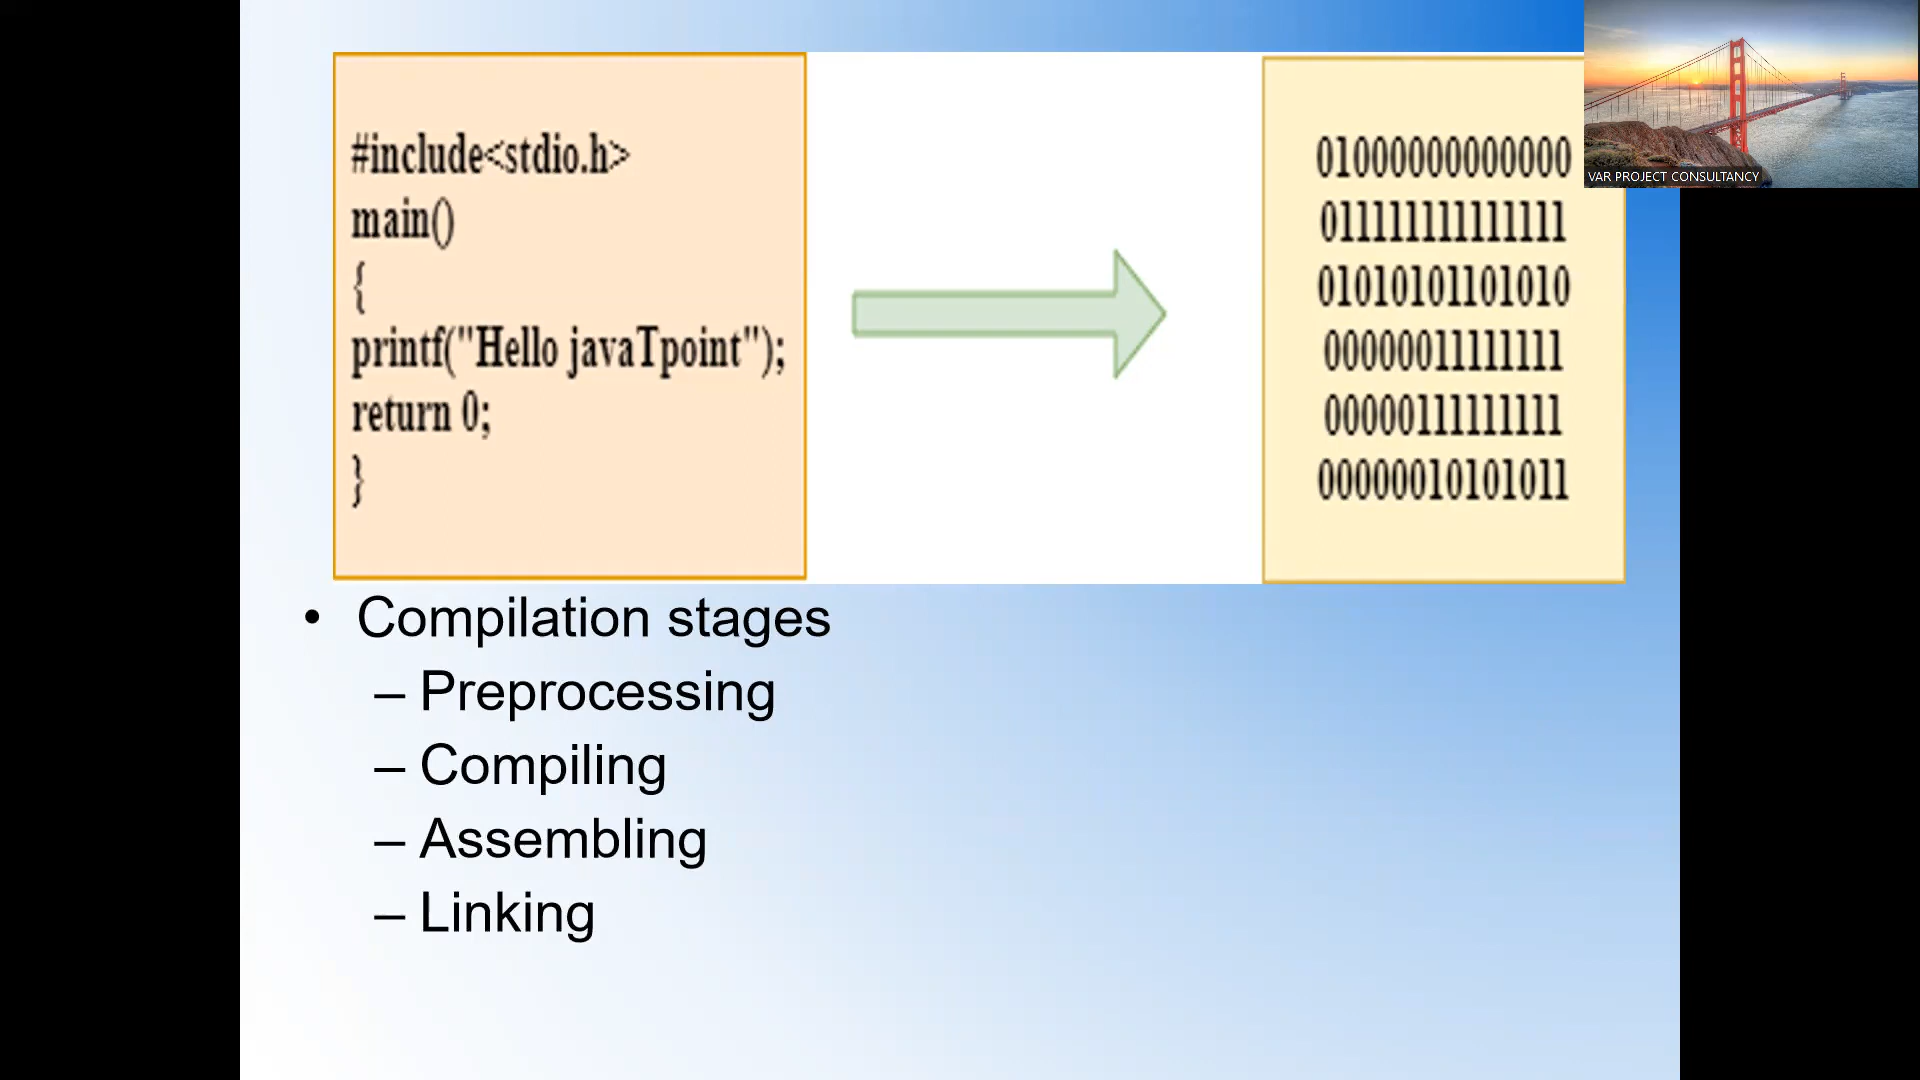 #include<stdio.h>
main()
{
printf("Hello javaTpoint");
return 0;
}
01000000000000
01111111111111
01010101101010
00000011111111
00000111111111
00000010101011
VAR PROJECT CONSULTANCY
• Compilation stages
– Preprocessing
– Compiling
– Assembling
– Linking